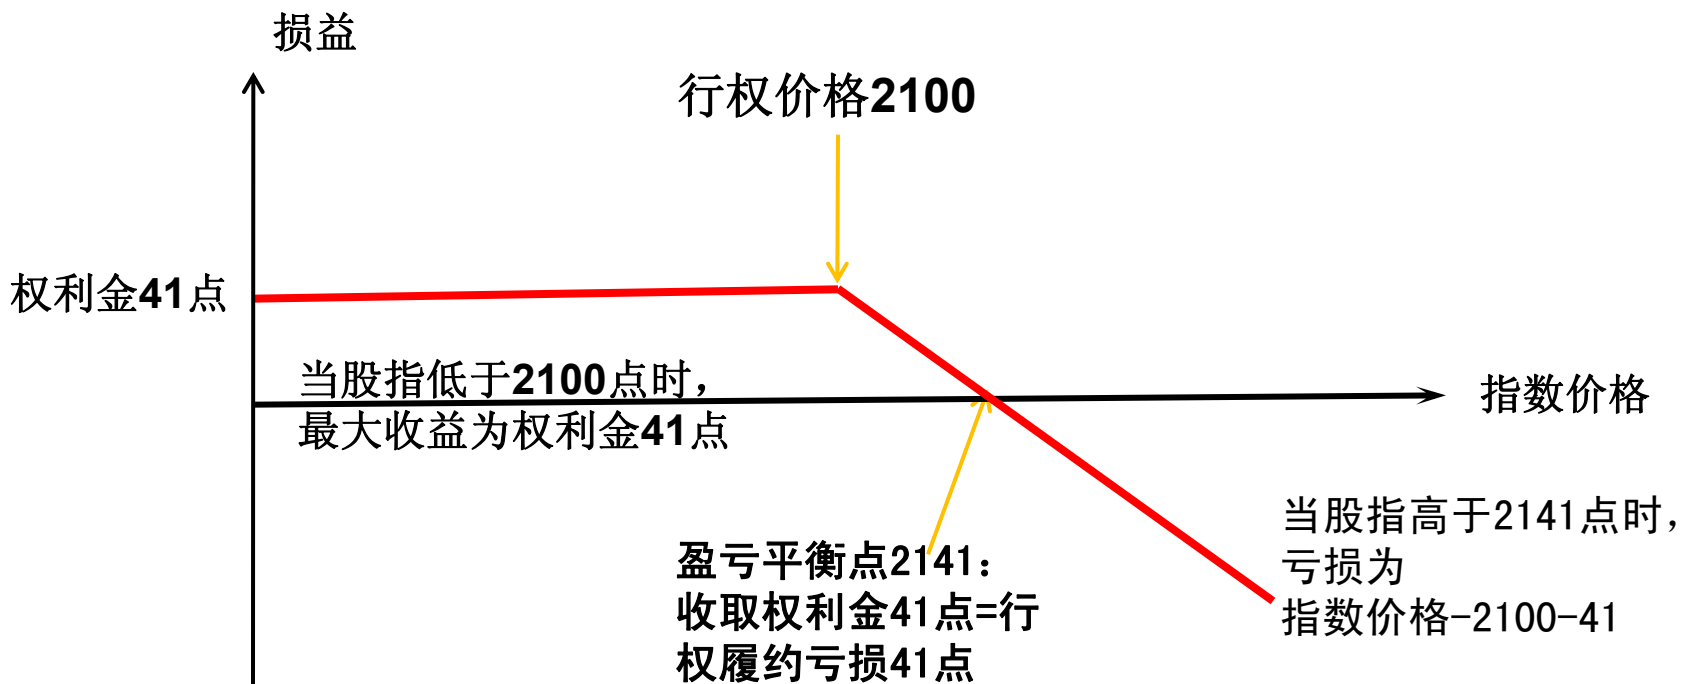 损益
行权价格2100
权利金41点
当股指低于2100点时，
最大收益为权利金41点
指数价格
盈亏平衡点2141：
收取权利金41点=行
权履约亏损41点
当股指高于2141点时，
亏损为
指数价格-2100-41